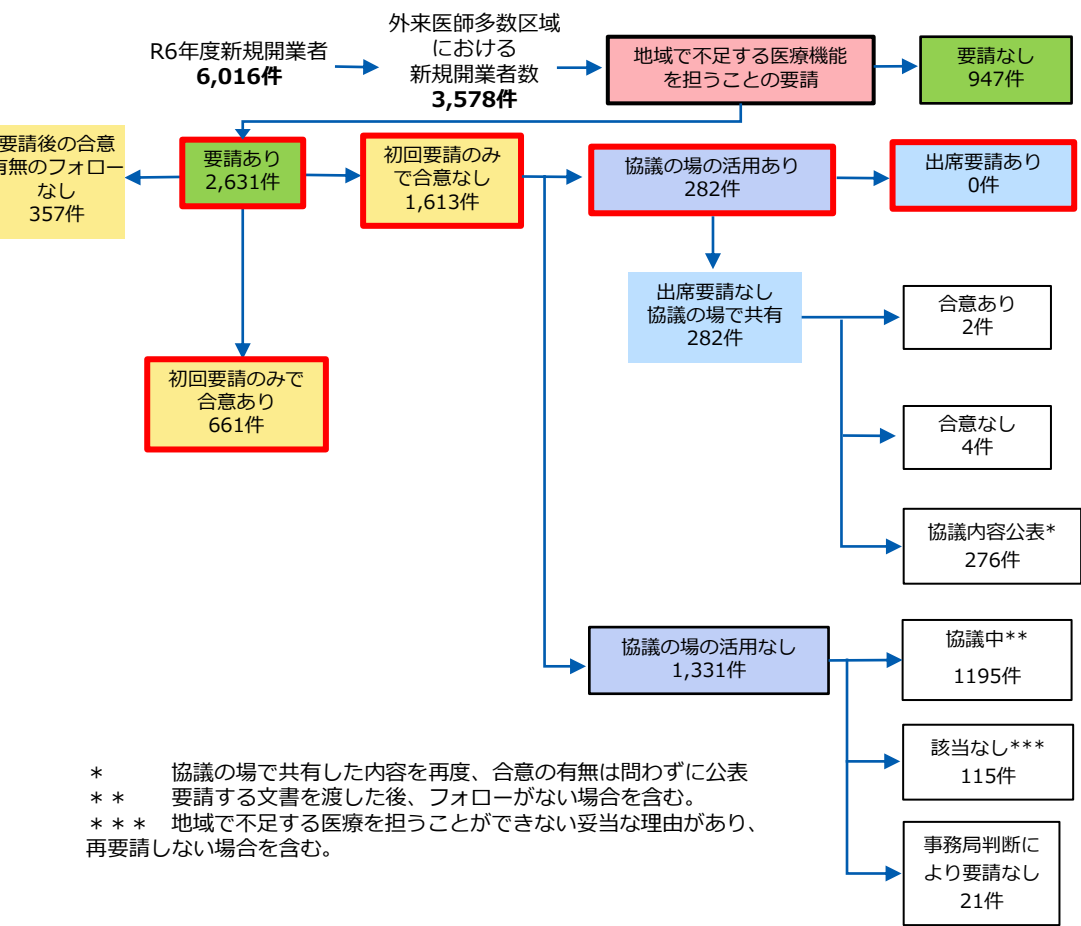 R6年度新規開業者
6,016件
外来医師多数区域
における
新規開業者数
3,578件
地域で不足する医療機能
を担うことの要請
要請なし
947件
要請後の合意
有無のフォロー
なし
357件
要請あり
2,631件
初回要請のみ
で合意なし
1,613件
協議の場の活用あり
282件
出席要請あり
0件
出席要請なし
協議の場で共有
282件
合意あり
2件
初回要請のみで
合意あり
661件
合意なし
4件
協議内容公表*
276件
協議の場の活用なし
1,331件
協議中**
1195件
該当なし***
115件
事務局判断に
より要請なし
21件
＊ 協議の場で共有した内容を再度、合意の有無は問わずに公表
＊＊ 要請する文書を渡した後、フォローがない場合を含む。
＊＊＊ 地域で不足する医療を担うことができない妥当な理由があり、
再要請しない場合を含む。